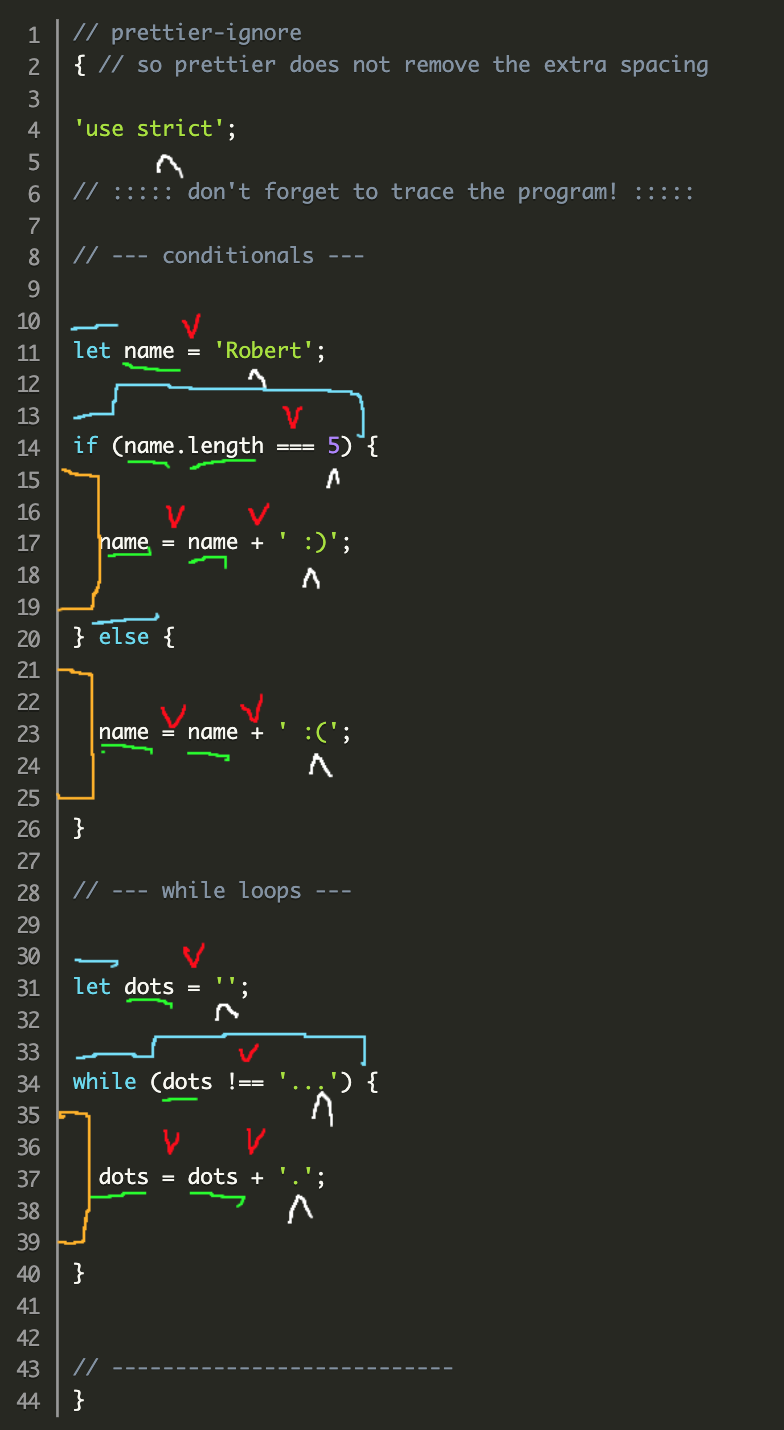 1 // prettier-ignore
2 { // so prettier does not remove the extra spacing
3
4 'use strict';
5
6 // ::::: don't forget to trace the program! :::::
7
8 // --- conditionals ---
9
10
11 let name = 'Robert';
12
13
14 if (name.length === 5) {
15
16
17 name = name + ' :)';
18
19
20 } else {
21
22
23 name = name + ' :(';
24
25
26 }
27
28 // --- while loops ---
29
30
31 let dots = '';
32
33
34 while (dots !== '...') {
35
36
37 dots = dots + '.';
38
39
40 }
41
42
43 // ---------------------------
44 }